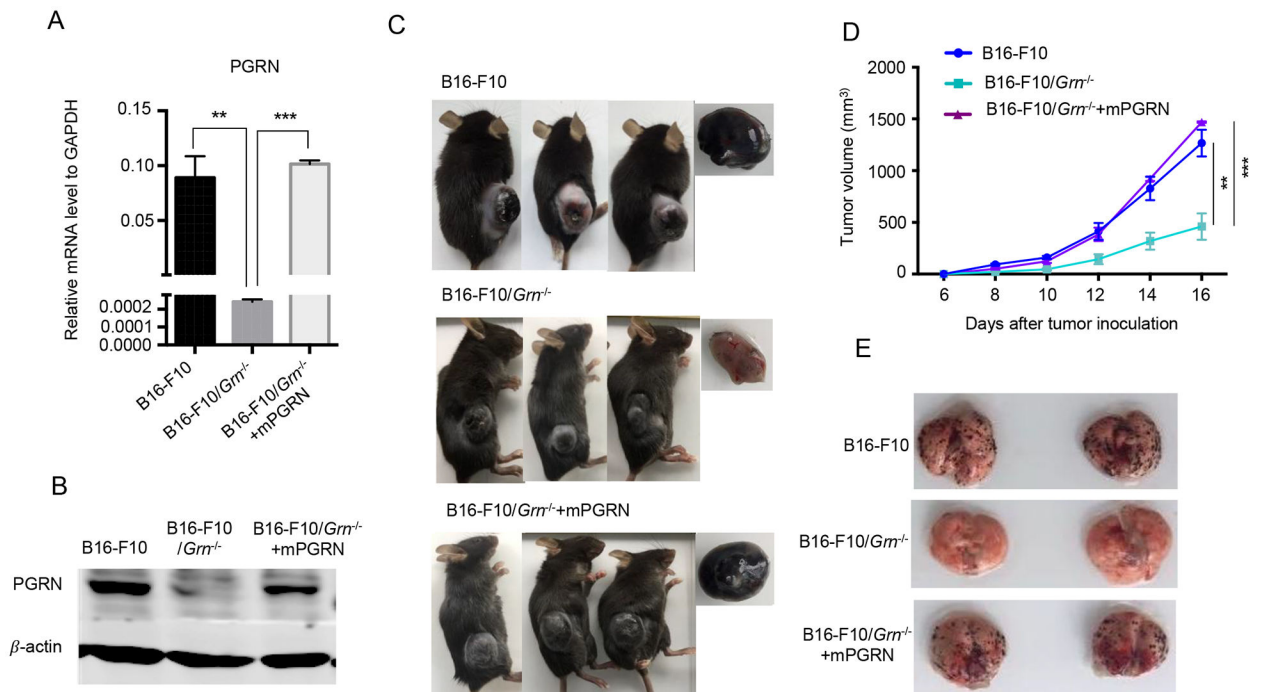 A
PGRN
Relative mRNA level to GAPDH
0.15
0.10
0.05
0.0002
0.0001
0.0000
**
***
B16-F10
B16-F10/Grn-/-
B16-F10/Grn-/-
+mPGRN
B
B16-F10
B16-F10
/Grn-/-
B16-F10/Grn-/-
+mPGRN
PGRN
β-actin
C
B16-F10
B16-F10/Grn-/-
B16-F10/Grn-/-+mPGRN
D
B16-F10
B16-F10/Grn-/-
B16-F10/Grn-/-+mPGRN
Tumor volume (mm3)
2000
1500
1000
500
0
6 8 10 12 14 16
Days after tumor inoculation
**
***
E
B16-F10
B16-F10/Grn-/-
B16-F10/Grn-/-
+mPGRN